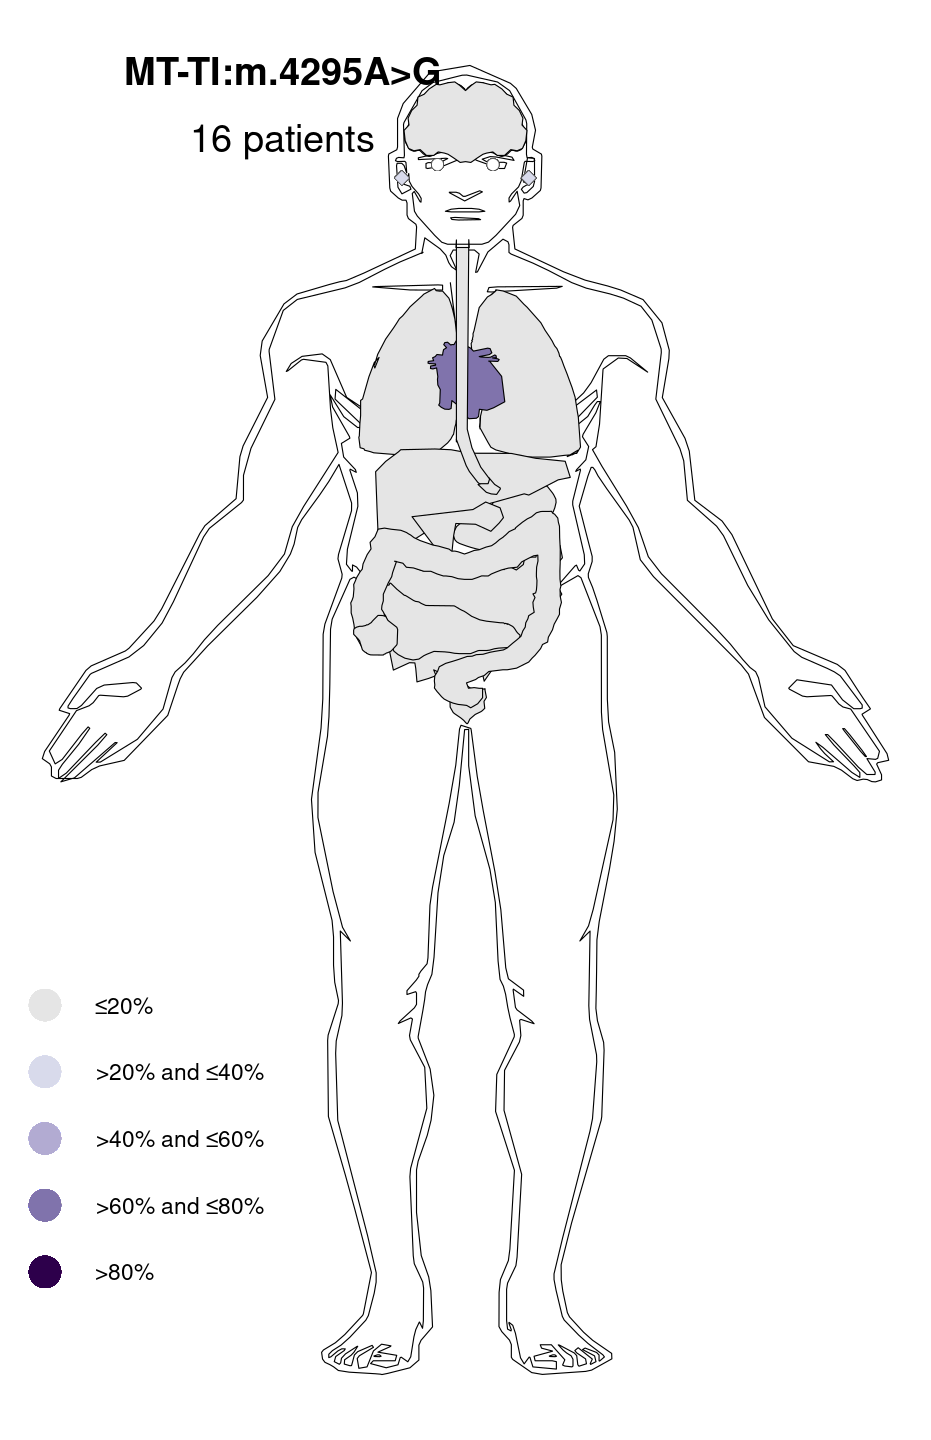 MT-TI:m.4295A>G
16 patients
≤20%
>20% and ≤40%
>40% and ≤60%
>60% and ≤80%
>80%